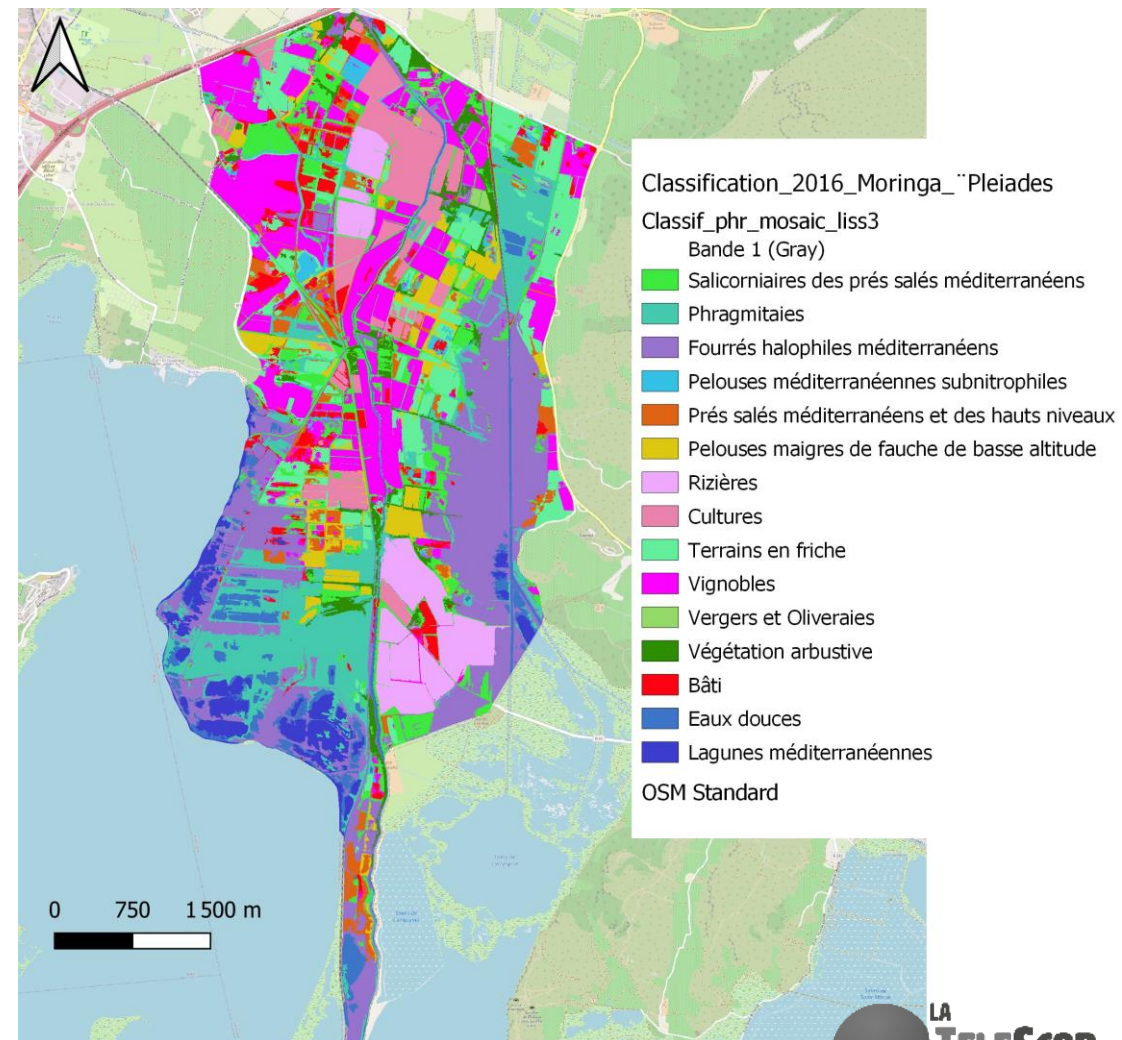 Classification_2016_Moringa_¨Pleiades
Classif_phr_mosaic_liss3
Bande 1 (Gray)
Salicorniaires des prés salés méditerranéens
Phragmitaies
Fourrés halophiles méditerranéens
Pelouses méditerranéennes subnitrophiles
Prés salés méditerranéens et des hauts niveaux
Pelouses maigres de fauche de basse altitude
Rizières
Cultures
Terrains en friche
Vignobles
Vergers et Oliveraies
Végétation arbustive
Bâti
Eaux douces
Lagunes méditerranéennes
OSM Standard
0 750 1 500 m
LA